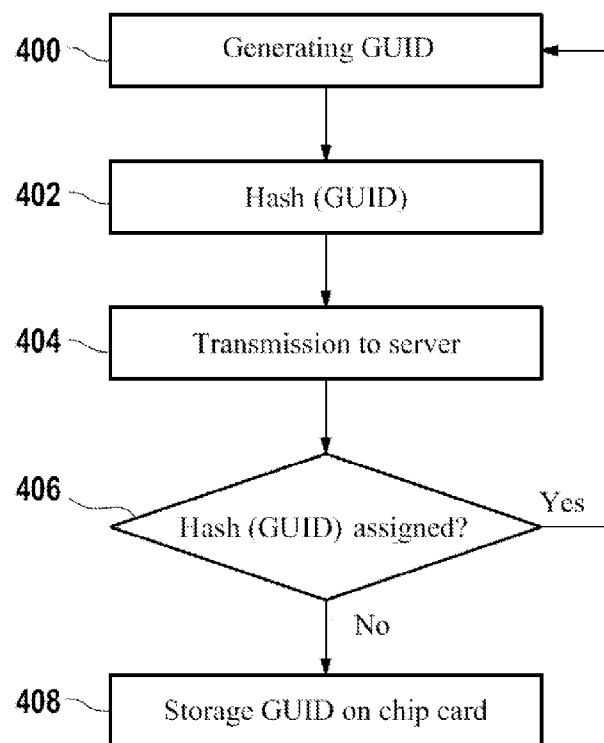 400
Generating GUID
402
Hash (GUID)
404
Transmission to server
406
Hash (GUID) assigned?
Yes
No
408
Storage GUID on chip card